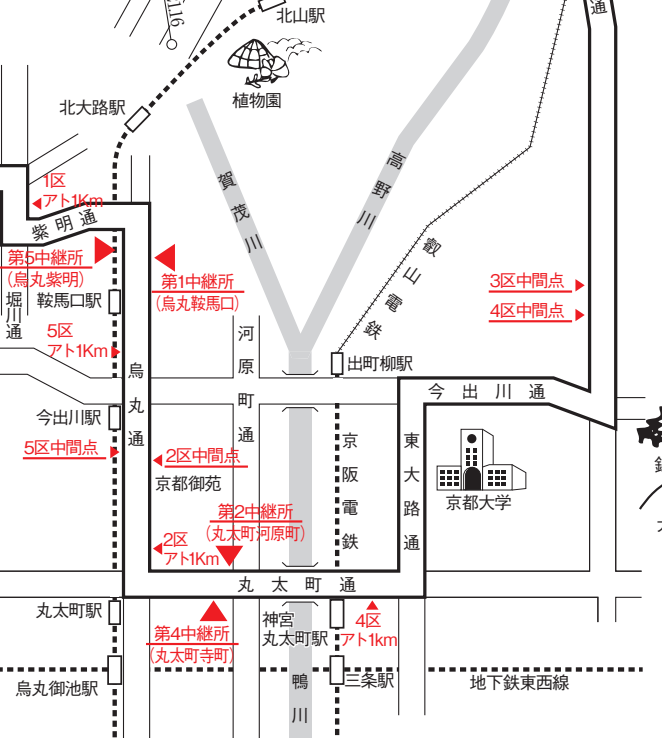 北山駅
通
植物園
北大路駅
賀茂川
高野川
1区
アト1Km
紫明通
叡山電鉄
第5中継所
(烏丸紫明)
第1中継所
(烏丸鞍馬口)
3区中間点
4区中間点
堀川通
鞍馬口駅
5区
アト1Km
河原町通
出町柳駅
烏丸通
今出川通
今出川駅
5区中間点
2区中間点
京都御苑
京阪電鉄
東大路通
京都大学
第2中継所
(丸太町河原町)
2区
アト1Km
丸太町通
丸太町駅
第4中継所
(丸太町寺町)
神宮
丸太町駅
4区
アト1km
烏丸御池駅
鴨川
三条駅
地下鉄東西線